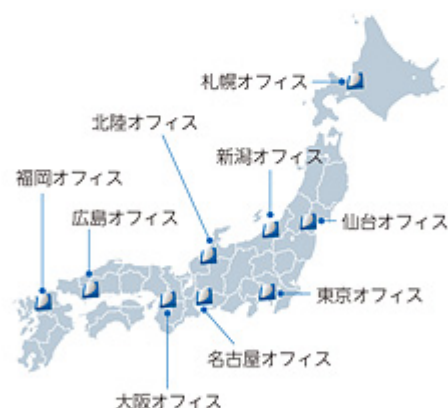 札幌オフィス
北陸オフィス
新潟オフィス
福岡オフィス
広島オフィス
仙台オフィス
東京オフィス
名古屋オフィス
大阪オフィス